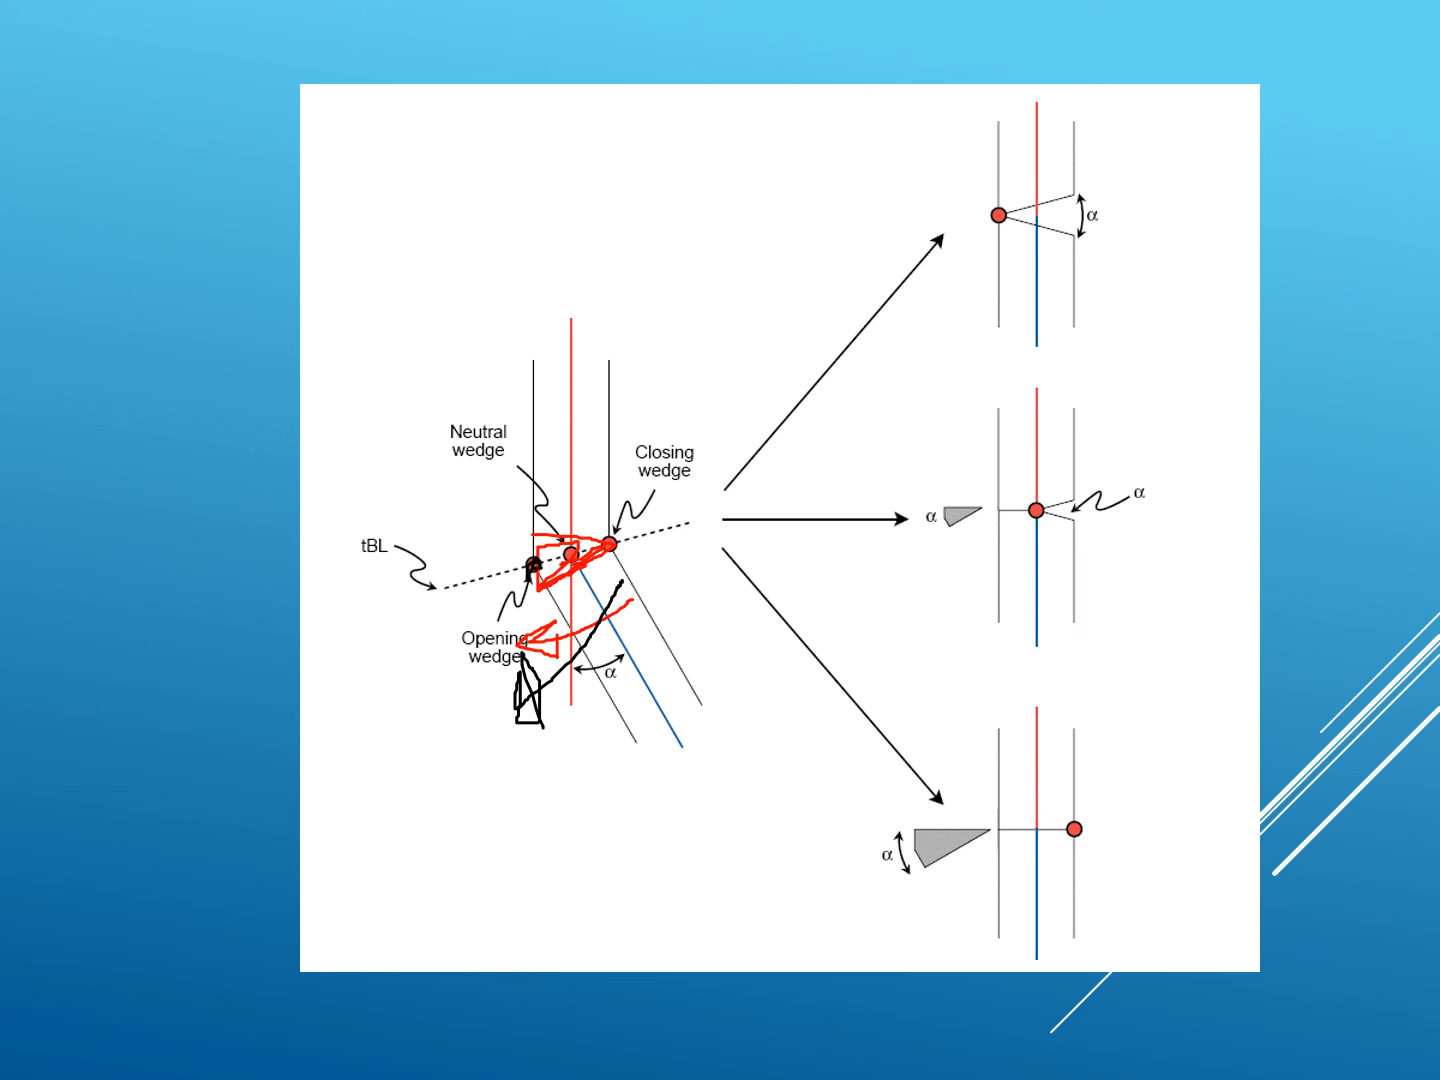 α
Neutral
wedge
Closing
wedge
α
α
tBL
Opening
wedge
α
α